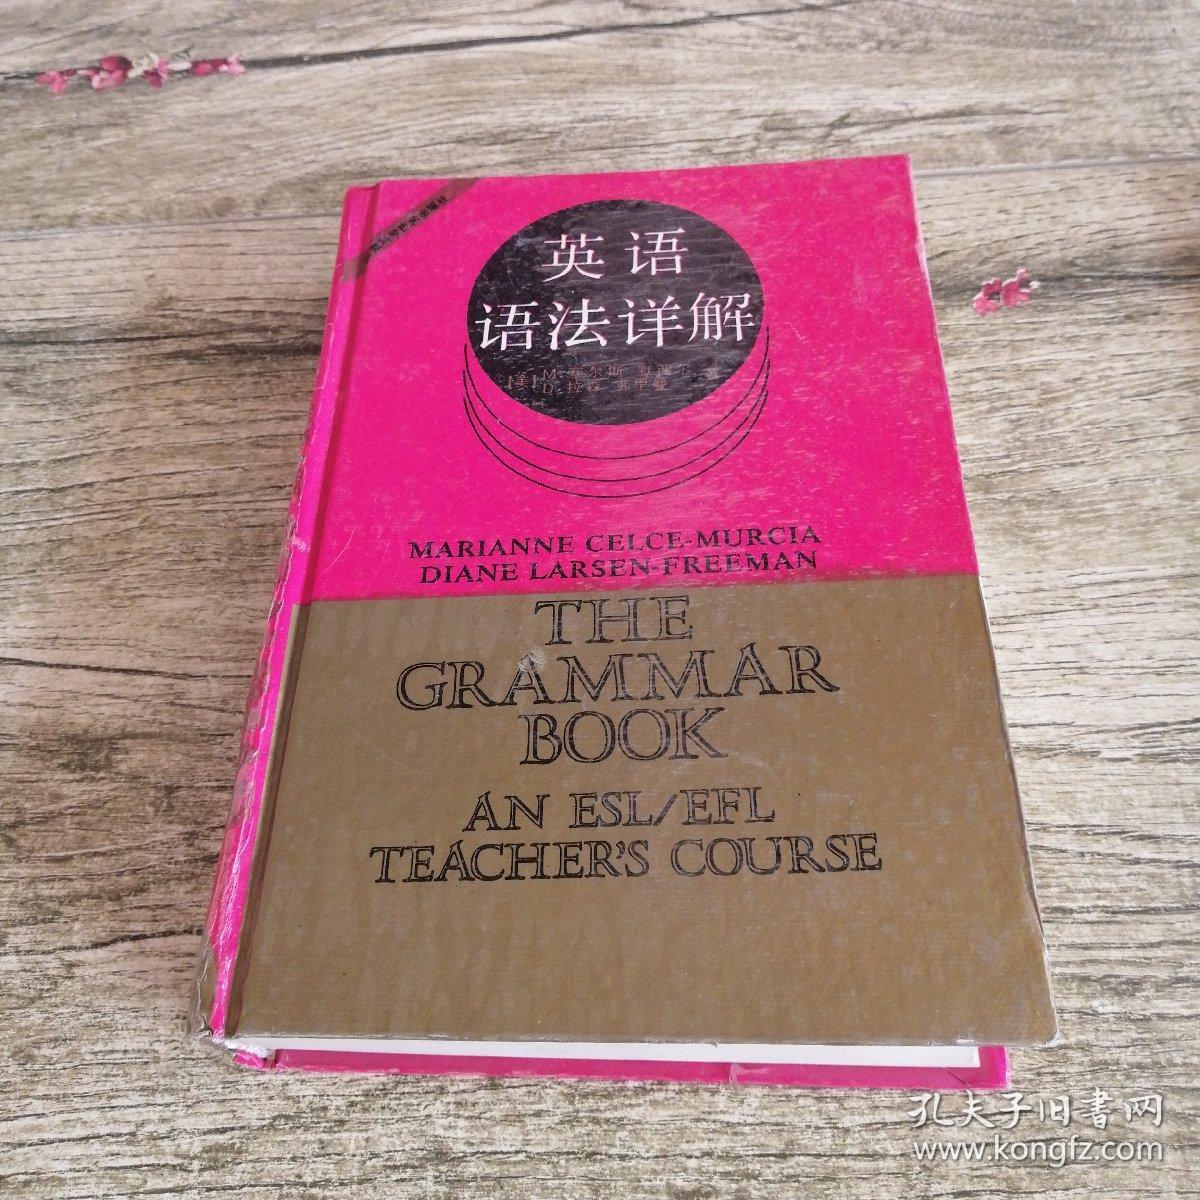 英语
语法详解
MARIANNE CELCE-MURCIA
DIANE LARSEN-FREEMAN
THE
GRAMMAR
BOOK
AN ESL/EFL
TEACHER'S COURSE
孔夫子旧书网
www.kongfz.com